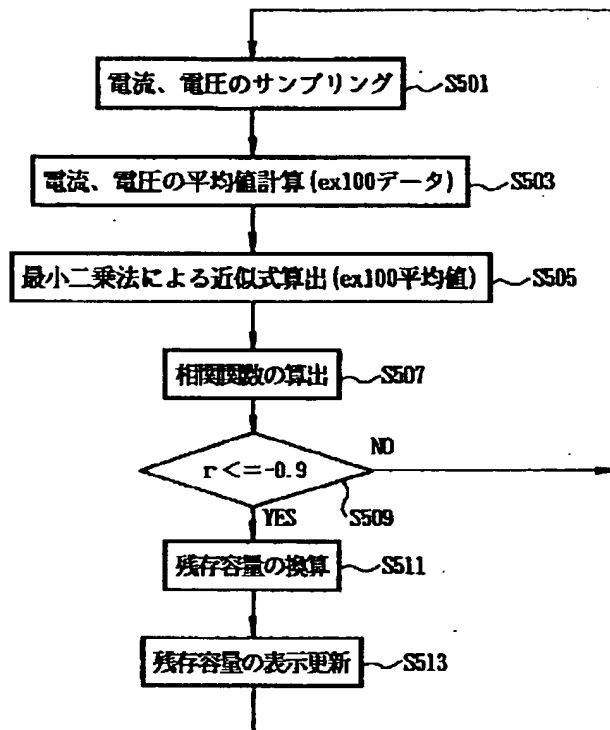 電流、電圧のサンプリング S501
電流、電圧の平均値計算(ex100データ) S503
最小二乗法による近似式算出(ex100平均値) S505
相関関数の算出 S507
r<=-0.9 NO
YES S509
残存容量の換算 S511
残存容量の表示更新 S513